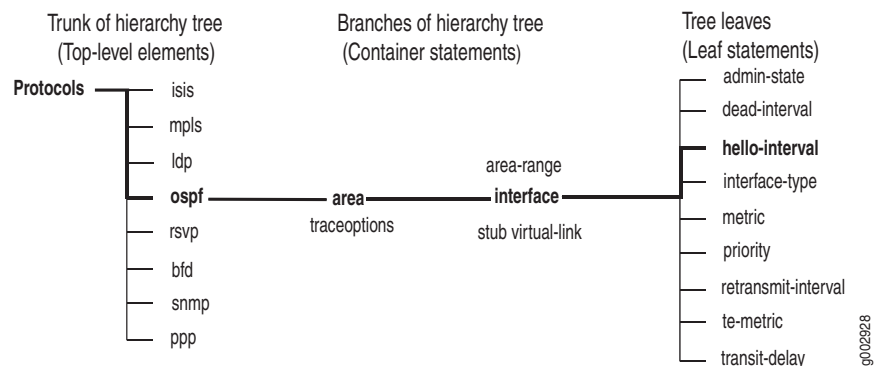 Trunk of hierarchy tree
(Top-level elements)
Branches of hierarchy tree
(Container statements)
Tree leaves
(Leaf statements)
Protocols
isis
mpls
ldp
ospf
rsvp
bfd
snmp
ppp
area
traceoptions
area-range
interface
stub virtual-link
admin-state
dead-interval
hello-interval
interface-type
metric
priority
retransmit-interval
te-metric
transit-delay
g002928